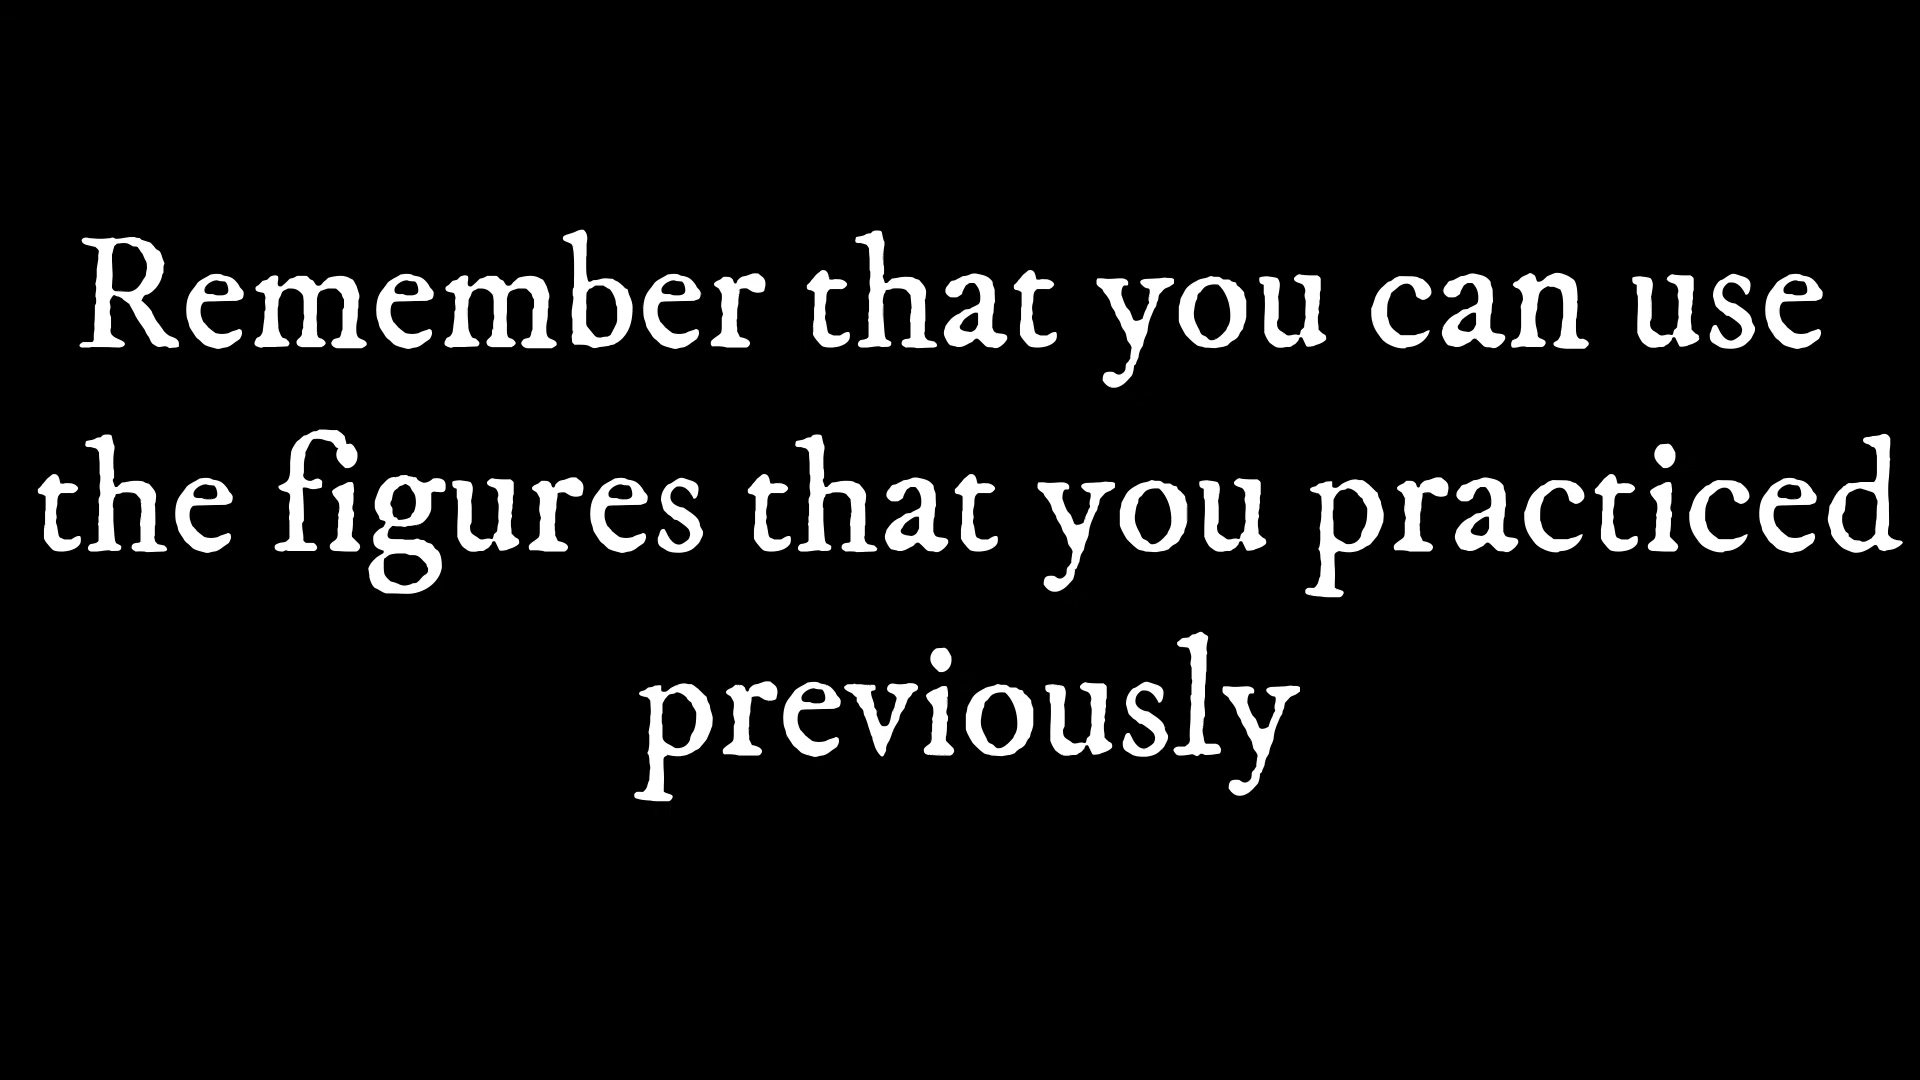 Remember that you can use
the figures that you practiced
previously